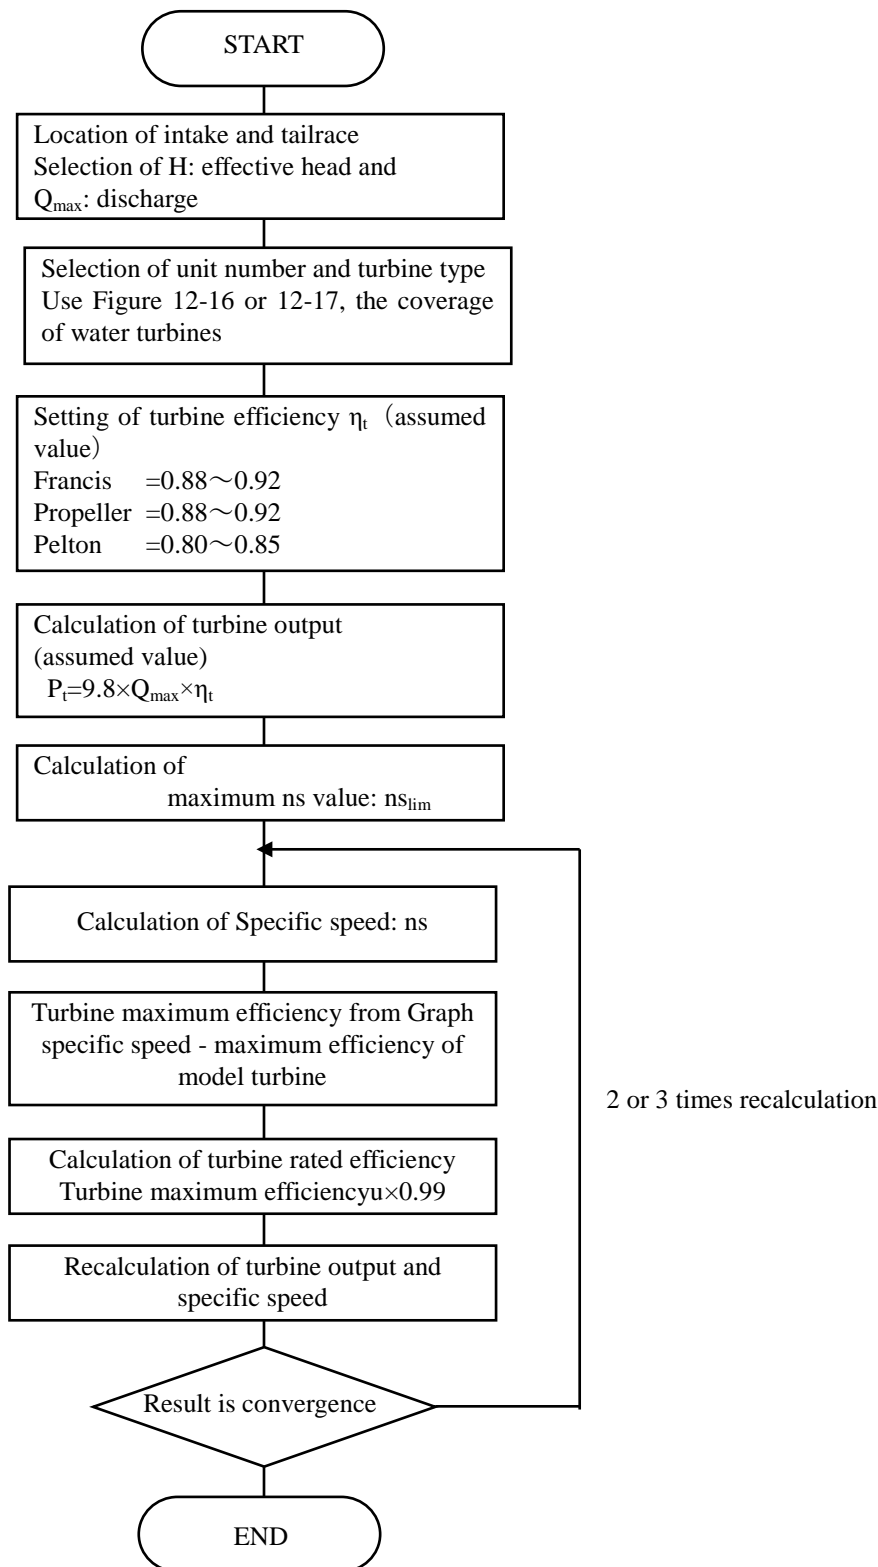 START
Location of intake and tailrace
Selection of H: effective head and
Qmax: discharge
Selection of unit number and turbine type
Use Figure 12-16 or 12-17, the coverage
of water turbines
Setting of turbine efficiency ηt（assumed
value）
Francis =0.88～0.92
Propeller =0.88～0.92
Pelton =0.80～0.85
Calculation of turbine output
(assumed value)
Pt=9.8×Qmax×ηt
Calculation of
maximum ns value: nslim
Calculation of Specific speed: ns
Turbine maximum efficiency from Graph
specific speed - maximum efficiency of
model turbine
2 or 3 times recalculation
Calculation of turbine rated efficiency
Turbine maximum efficiencyu×0.99
Recalculation of turbine output and
specific speed
Result is convergence
END